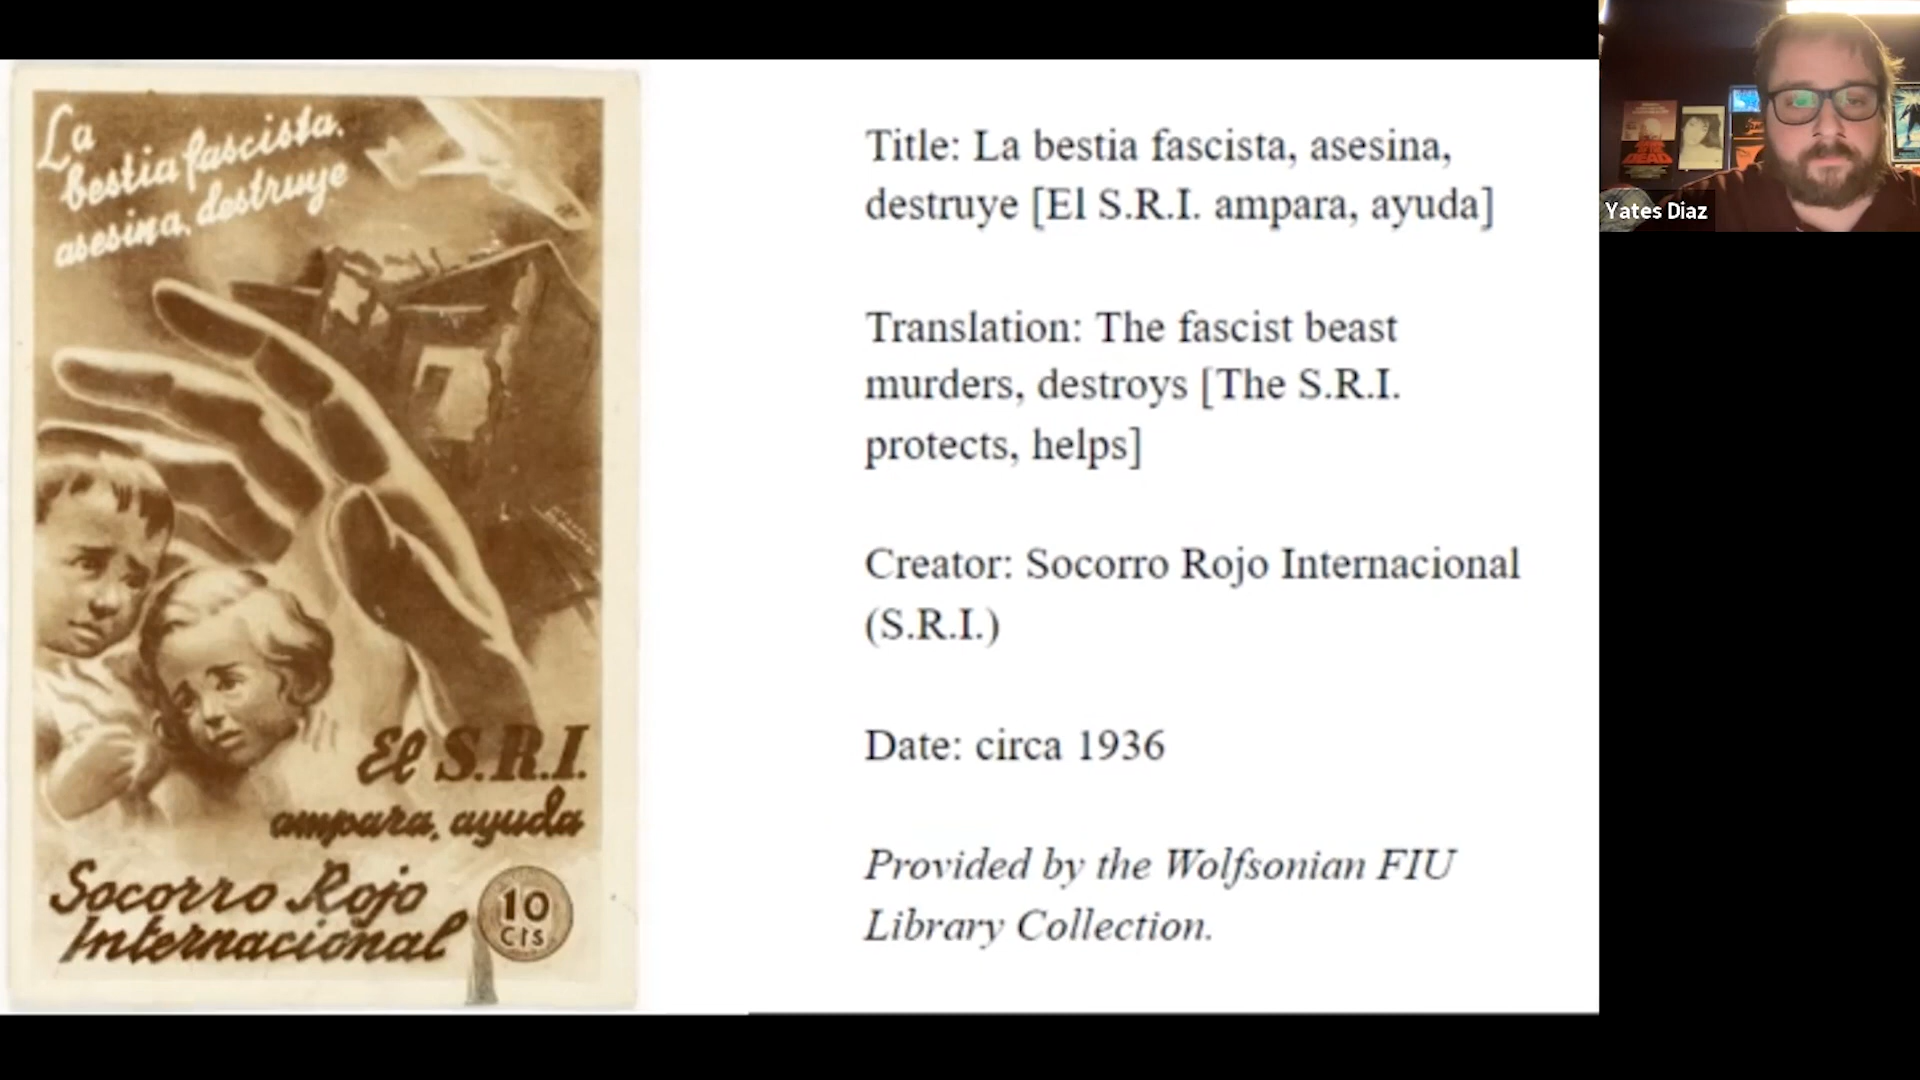 La
bestia fascista.
asesina, destruye
El S.R.I.
ampara, ayuda
Socorro Rojo
Internacional
10
cts
Title: La bestia fascista, asesina,
destruye [El S.R.I. ampara, ayuda]
Translation: The fascist beast
murders, destroys [The S.R.I.
protects, helps]
Creator: Socorro Rojo Internacional
(S.R.I.)
Date: circa 1936
Provided by the Wolfsonian FIU
Library Collection.
Yates Diaz
DEAD